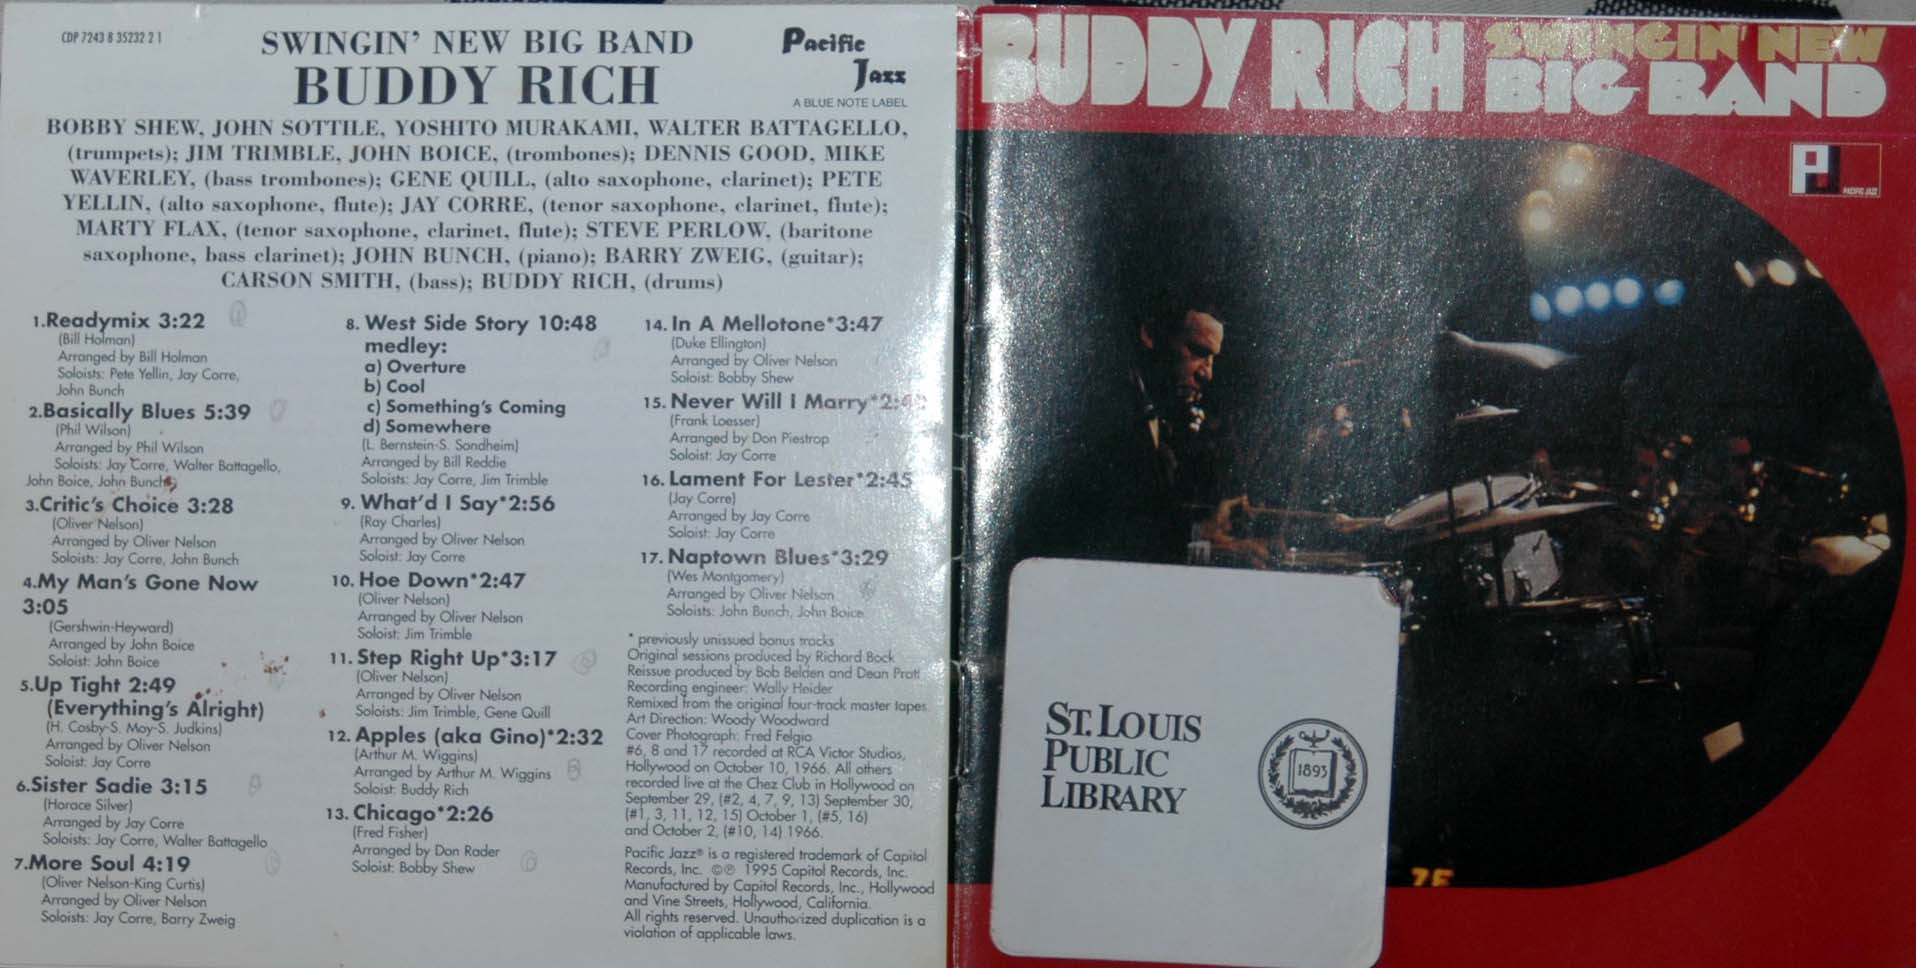 CDP 7243 8 35232 2 1
SWINGIN' NEW BIG BAND
BUDDY RICH
Pacific
Jazz
A BLUE NOTE LABEL
BOBBY SHEW, JOHN SOTTILE, YOSHITO MURAKAMI, WALTER BATTAGELLO,
(trumpets); JIM TRIMBLE, JOHN BOICE, (trombones); DENNIS GOOD, MIKE
WAVERLEY, (bass trombones); GENE QUILL, (alto saxophone, clarinet); PETE
YELLIN, (alto saxophone, flute); JAY CORRE, (tenor saxophone, clarinet, flute);
MARTY FLAX, (tenor saxophone, clarinet, flute); STEVE PERLOW, (baritone
saxophone, bass clarinet); JOHN BUNCH, (piano); BARRY ZWEIG, (guitar);
CARSON SMITH, (bass); BUDDY RICH, (drums)
1.Readymix 3:22
(Bill Holman)
Arranged by Bill Holman
Soloists: Pete Yellin, Jay Corre,
John Bunch
2.Basically Blues 5:39
(Phil Wilson)
Arranged by Phil Wilson
Soloists: Jay Corre, Walter Battagello,
John Boice, John Bunch
3.Critic's Choice 3:28
(Oliver Nelson)
Arranged by Oliver Nelson
Soloists: Jay Corre, John Bunch
4.My Man's Gone Now
3:05
(Gershwin-Heyward)
Arranged by John Boice
Soloist: John Boice
5.Up Tight 2:49
(Everything's Alright)
(H. Cosby-S. Moy-S. Judkins)
Arranged by Oliver Nelson
Soloist: Jay Corre
6.Sister Sadie 3:15
(Horace Silver)
Arranged by Jay Corre
Soloists: Jay Corre, Walter Battagello
7.More Soul 4:19
(Oliver Nelson-King Curtis)
Arranged by Oliver Nelson
Soloists: Jay Corre, Barry Zweig
8. West Side Story 10:48
medley:
a) Overture
b) Cool
c) Something's Coming
d) Somewhere
(L. Bernstein-S. Sondheim)
Arranged by Bill Reddie
Soloists: Jay Corre, Jim Trimble
9. What'd I Say*2:56
(Ray Charles)
Arranged by Oliver Nelson
Soloist: Jay Corre
10. Hoe Down*2:47
(Oliver Nelson)
Arranged by Oliver Nelson
Soloist: Jim Trimble
11. Step Right Up*3:17
(Oliver Nelson)
Arranged by Oliver Nelson
Soloists: Jim Trimble, Gene Quill
12. Apples (aka Gino)*2:32
(Arthur M. Wiggins)
Arranged by Arthur M. Wiggins
Soloist: Buddy Rich
13. Chicago*2:26
(Fred Fisher)
Arranged by Don Rader
Soloist: Bobby Shew
14. In A Mellotone*3:47
(Duke Ellington)
Arranged by Oliver Nelson
Soloist: Bobby Shew
15. Never Will I Marry
(Frank Loesser)
Arranged by Don Piestrop
Soloist: Jay Corre
16. Lament For Lester*2:45
(Jay Corre)
Arranged by Jay Corre
Soloist: Jay Corre
17. Naptown Blues*3:29
(Wes Montgomery)
Arranged by Oliver Nelson
Soloists: John Bunch, John Boice
* previously unissued bonus tracks
Original sessions produced by Richard Bock
Reissue produced by Bob Belden and Dean Pratt
Recording engineer: Wally Heider
Remixed from the original four-track master tapes.
Art Direction: Woody Woodward
Cover Photograph: Fred Felgio
#6, 8 and 17 recorded at RCA Victor Studios,
Hollywood on October 10, 1966. All others
recorded live at the Chez Club in Hollywood on
September 29, (#2, 4, 7, 9, 13) September 30,
(#1, 3, 11, 12, 15) October 1, (#5, 16)
and October 2, (#10, 14) 1966.
Pacific Jazz® is a registered trademark of Capitol
Records, Inc. ©℗ 1995 Capitol Records, Inc.
Manufactured by Capitol Records, Inc., Hollywood
and Vine Streets, Hollywood, California.
All rights reserved. Unauthorized duplication is a
violation of applicable laws.
BUDDY RICH SWINGIN' NEW
BIG BAND
PJ PACIFIC JAZZ
ST. LOUIS
PUBLIC
LIBRARY
1893